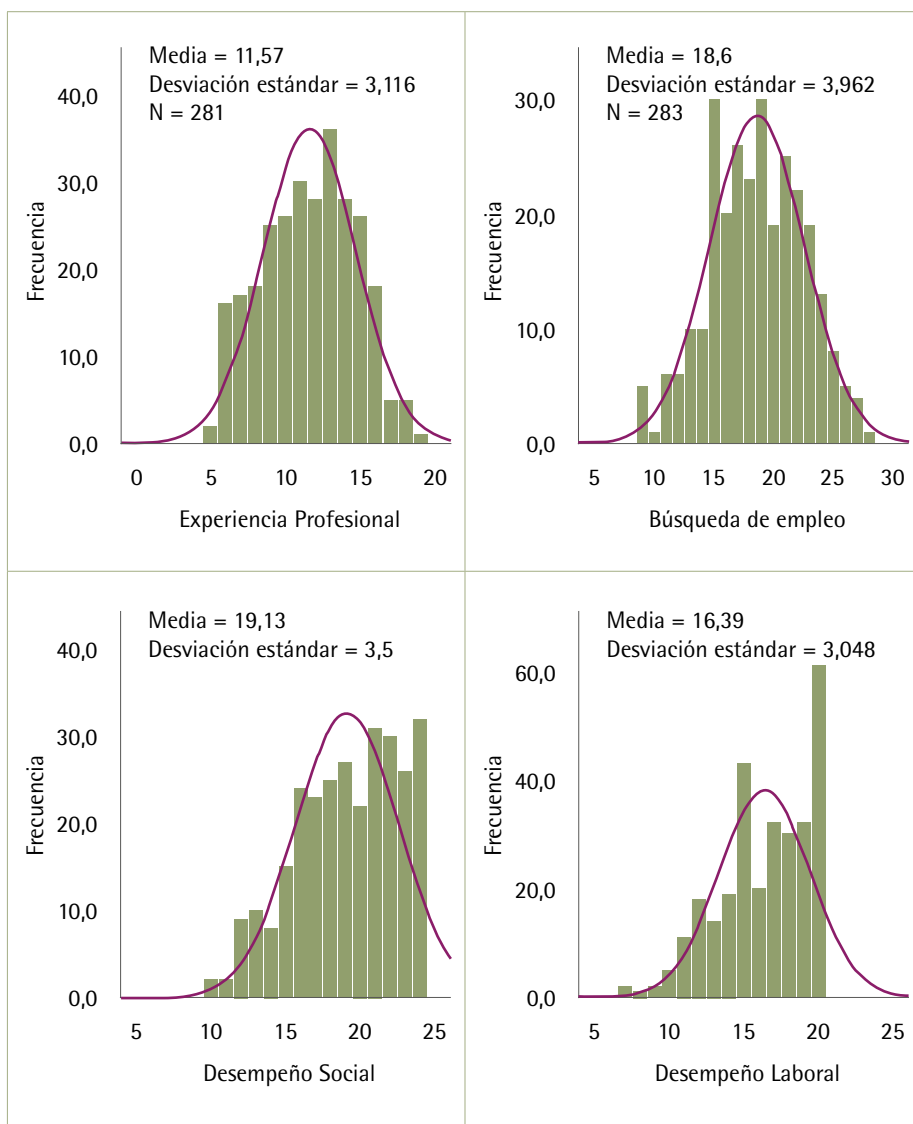 Media = 11,57
Desviación estándar = 3,116
N = 281
40,0
30,0
20,0
10,0
0,0
Frecuencia
0 5 10 15 20
Experiencia Profesional
Media = 18,6
Desviación estándar = 3,962
N = 283
30,0
20,0
10,0
0,0
Frecuencia
5 10 15 20 25 30
Búsqueda de empleo
Media = 19,13
Desviación estándar = 3,5
40,0
30,0
20,0
10,0
0,0
Frecuencia
5 10 15 20 25
Desempeño Social
Media = 16,39
Desviación estándar = 3,048
60,0
40,0
20,0
0,0
Frecuencia
5 10 15 20 25
Desempeño Laboral